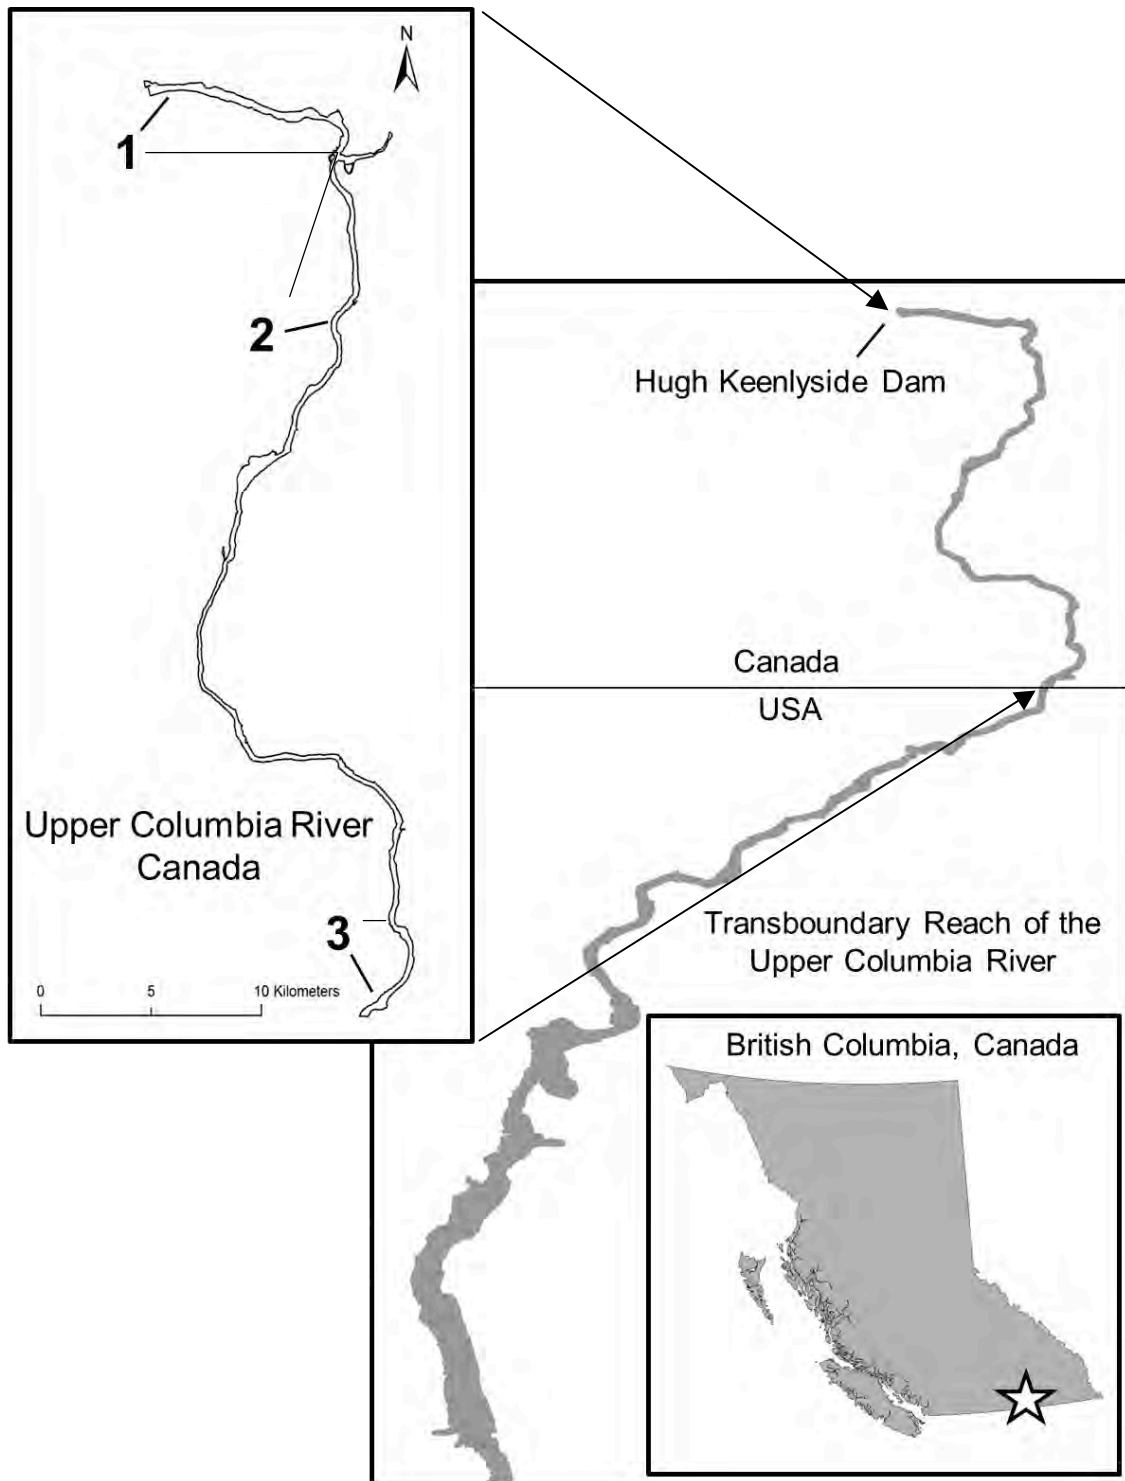 N
1
2
Upper Columbia River
Canada
3
0 5 10 Kilometers
Hugh Keenlyside Dam
Canada
USA
Transboundary Reach of the
Upper Columbia River
British Columbia, Canada